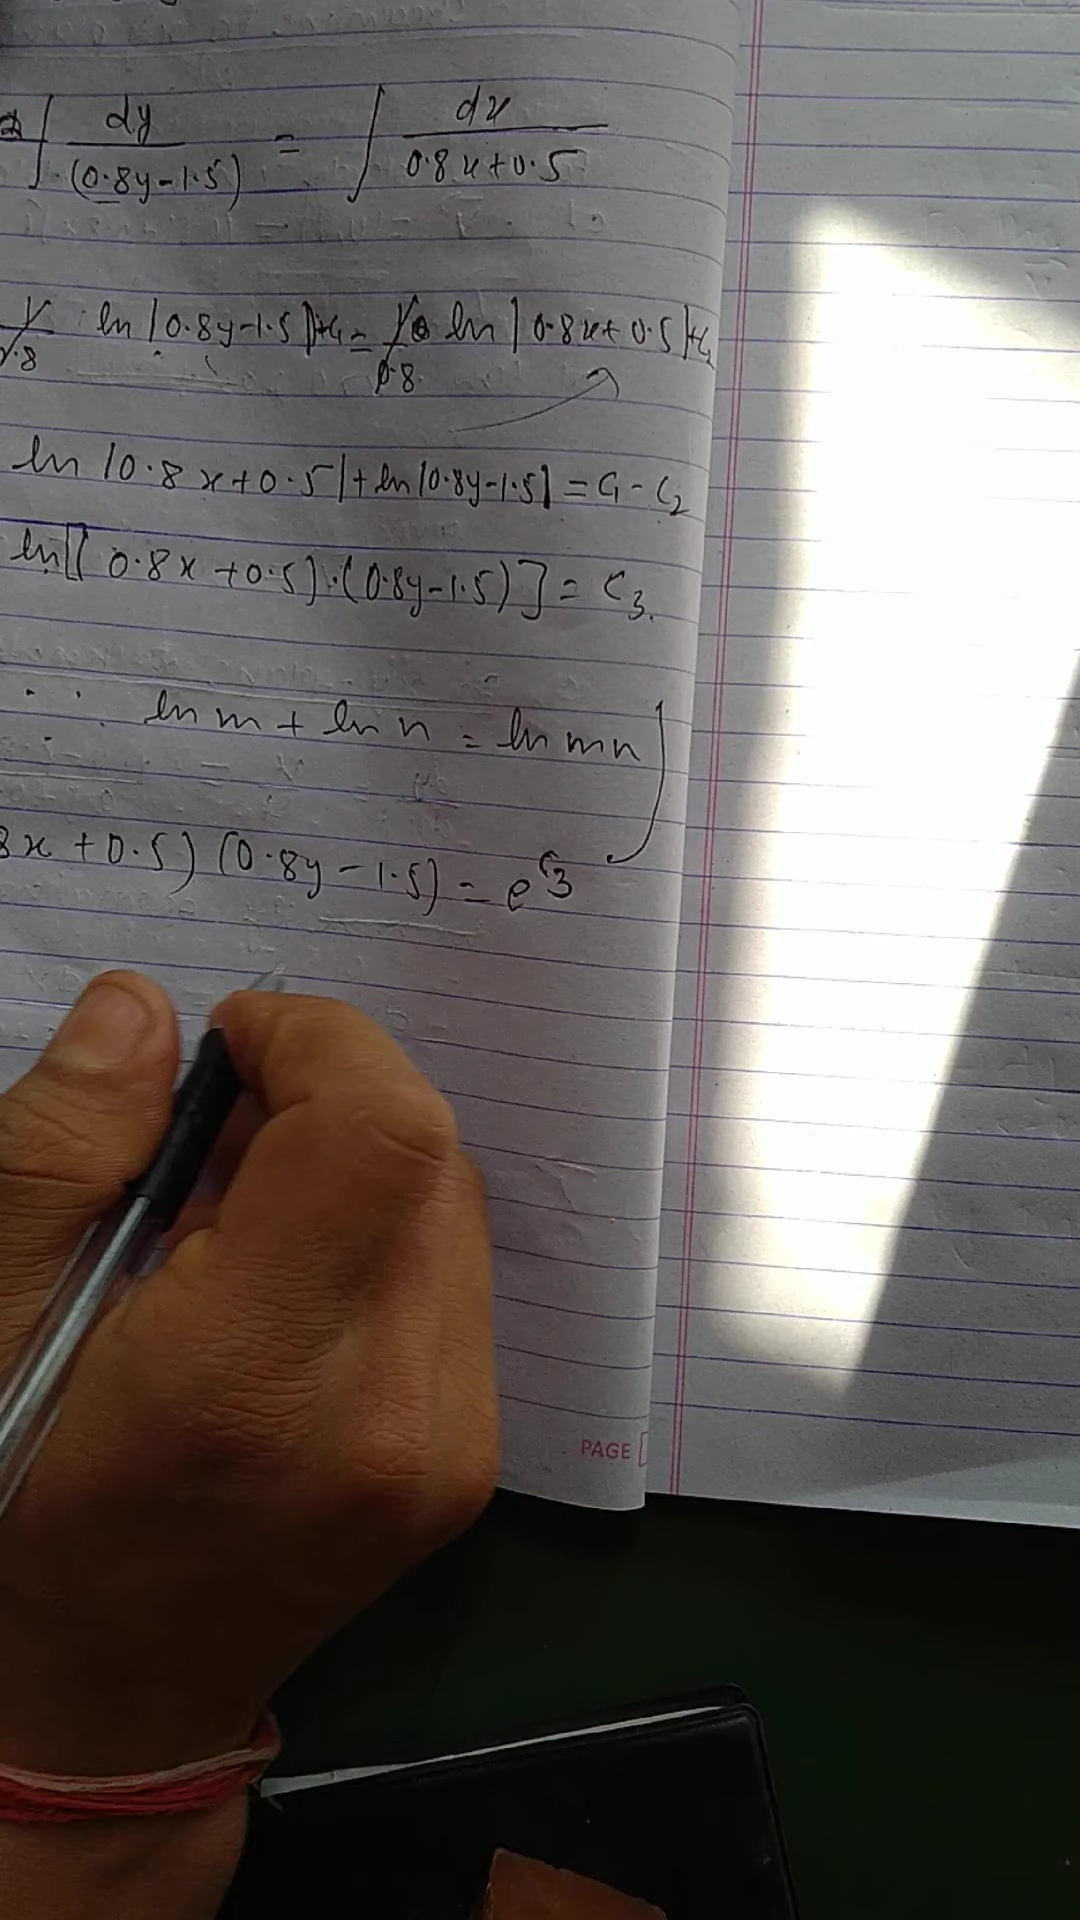 ∫ dy/(0.8y-1.5) = ∫ dx/(0.8x+0.5)
1/0.8 ln|0.8y-1.5|+C₁ = 1/0.8 ln|0.8x+0.5|+C₂
ln|0.8x+0.5|+ln|0.8y-1.5| = C₁-C₂
ln[(0.8x+0.5).(0.8y-1.5)] = C₃.
∵ ln m + ln n = ln mn
8x+0.5)(0.8y-1.5) = e^C₃
PAGE